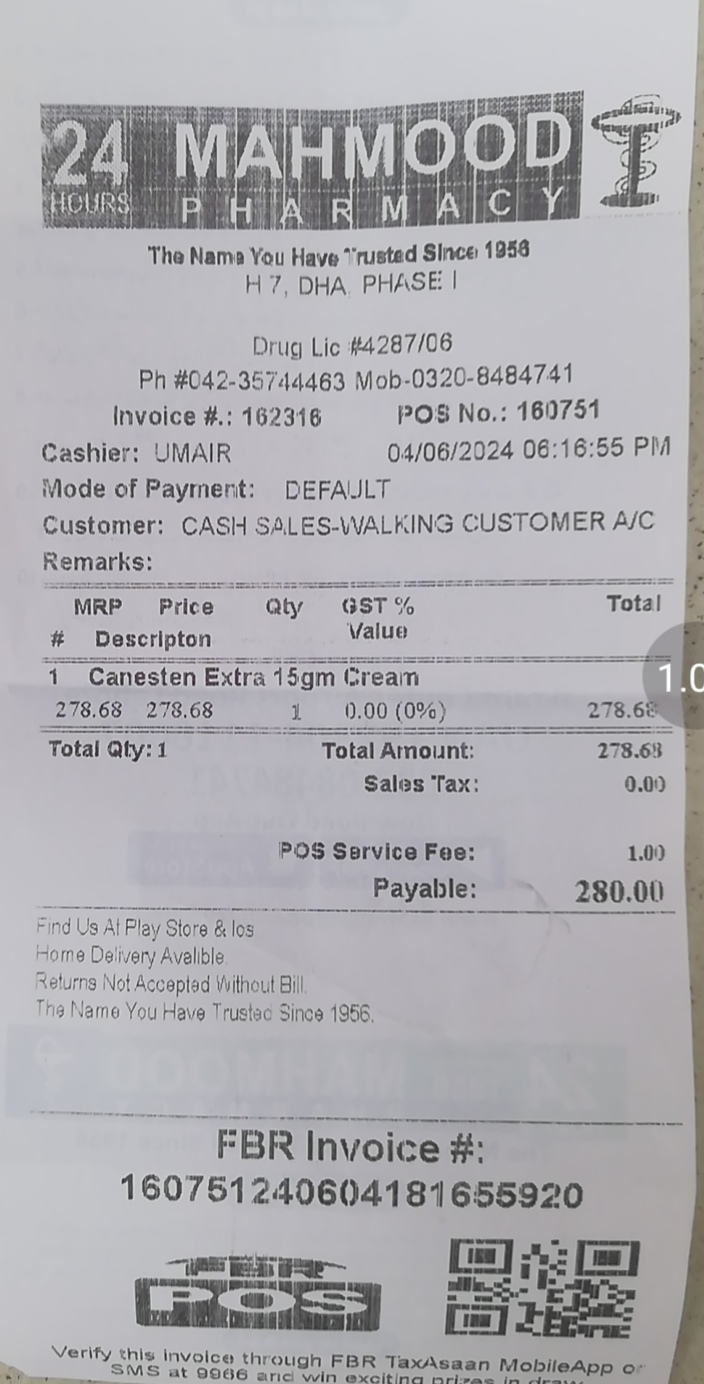 24 HOURS MAHMOOD
PHARMACY
The Name You Have Trusted Since 1956
H 7, DHA. PHASE I
Drug Lic #4287/06
Ph #042-35744463 Mob-0320-8484741
Invoice #.: 162316 POS No.: 160751
Cashier: UMAIR 04/06/2024 06:16:55 PM
Mode of Payment: DEFAULT
Customer: CASH SALES-WALKING CUSTOMER A/C
Remarks:
MRP Price Qty GST % Total
# Descripton Value
1 Canesten Extra 15gm Cream
278.68 278.68 1 0.00 (0%) 278.68
Total Qty: 1 Total Amount: 278.68
Sales Tax: 0.00
POS Service Fee: 1.00
Payable: 280.00
Find Us At Play Store & Ios
Home Delivery Avalible.
Returns Not Accepted Without Bill.
The Name You Have Trusted Since 1956.
FBR Invoice #:
160751240604181655920
FBR
POS
Verify this invoice through FBR TaxAsaan MobileApp or
SMS at 9966 and win exciting prizes in draw
1.0